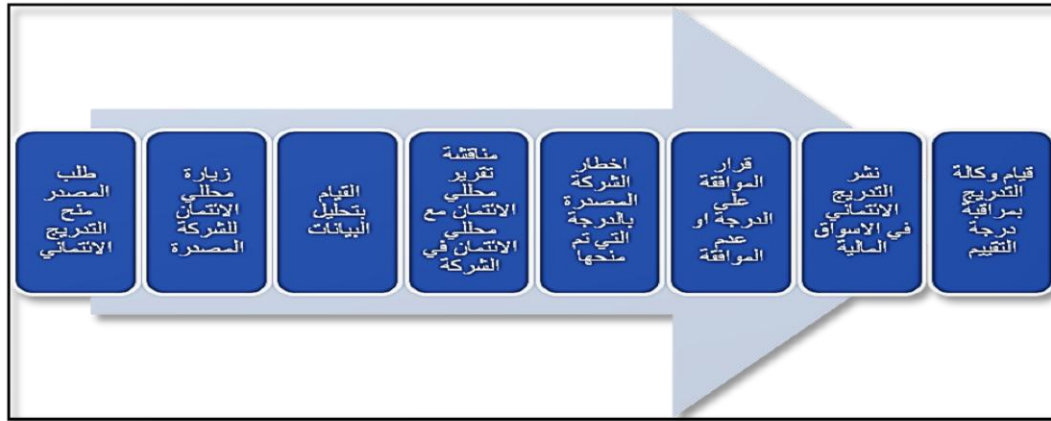 طلب
المصدر
منح
التدريج
الائتماني
زيارة
محللي
الائتمان
للشركة
المصدرة
القيام
بتحليل
البيانات
مناقشة
تقرير
محللي
الائتمان مع
محللي
الائتمان في
الشركة
اخطار
الشركة
المصدرة
بالدرجة
التي تم
منحها
قرار
الموافقة
على
الدرجة او
عدم
الموافقة
نشر
التدريج
الائتماني
في الاسواق
المالية
قيام وكالة
التدريج
بمراقبة
درجة
التقييم